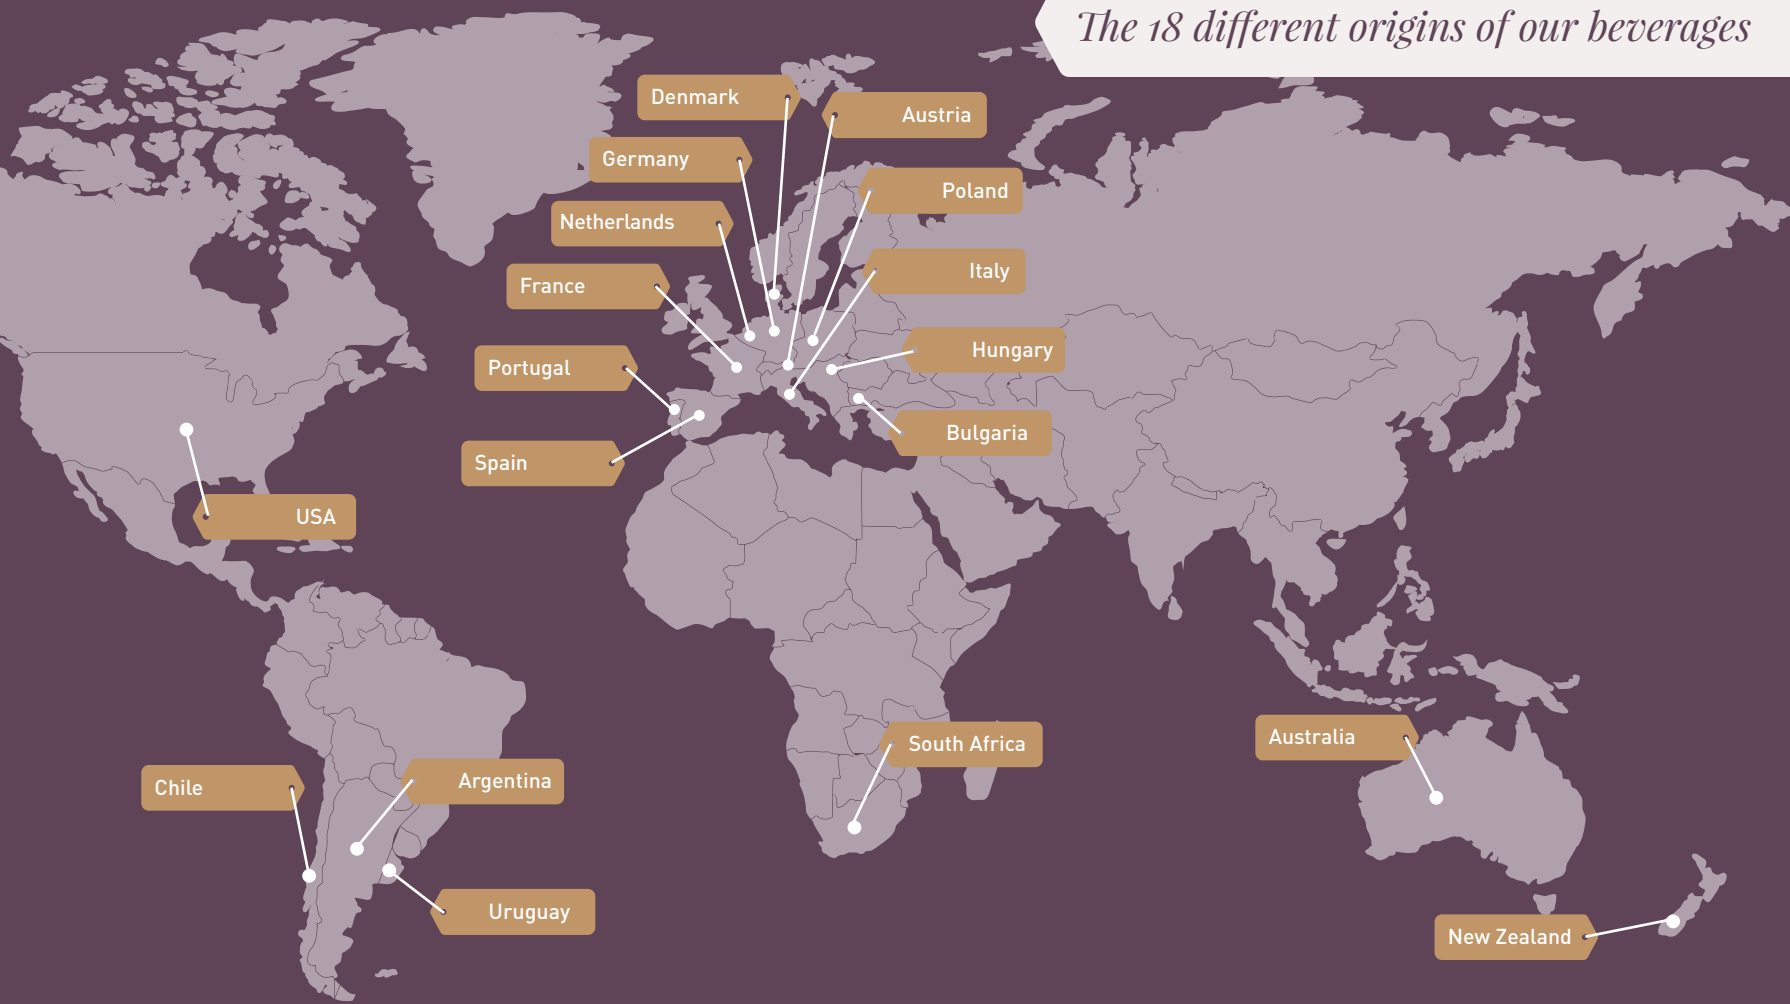 The 18 different origins of our beverages
Denmark
Austria
Germany
Poland
Netherlands
Italy
France
Hungary
Portugal
Bulgaria
Spain
USA
South Africa
Australia
Argentina
Chile
Uruguay
New Zealand